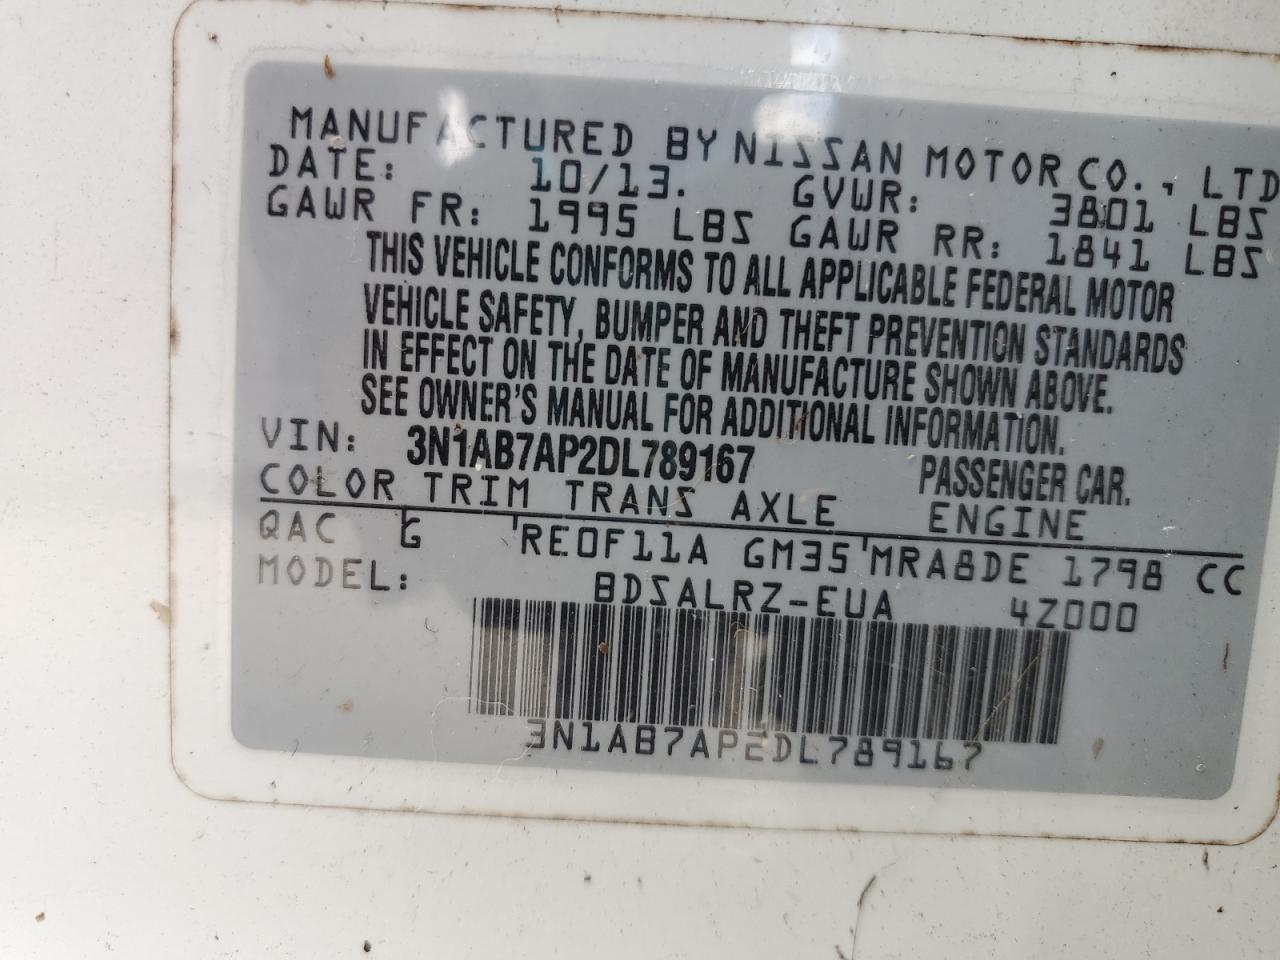 MANUFACTURED BY NISSAN MOTOR CO., LTD
DATE: 10/13. GVWR: 3801 LBS
GAWR FR: 1995 LBS GAWR RR: 1841 LBS
THIS VEHICLE CONFORMS TO ALL APPLICABLE FEDERAL MOTOR
VEHICLE SAFETY, BUMPER AND THEFT PREVENTION STANDARDS
IN EFFECT ON THE DATE OF MANUFACTURE SHOWN ABOVE.
SEE OWNER'S MANUAL FOR ADDITIONAL INFORMATION.
VIN: 3N1AB7AP2DL789167 PASSENGER CAR.
COLOR TRIM TRANS AXLE ENGINE
QAC G REOF11A GM35 MRA8DE 1798 CC
MODEL: BDSALRZ-EUA 4Z000
3N1AB7AP2DL789167